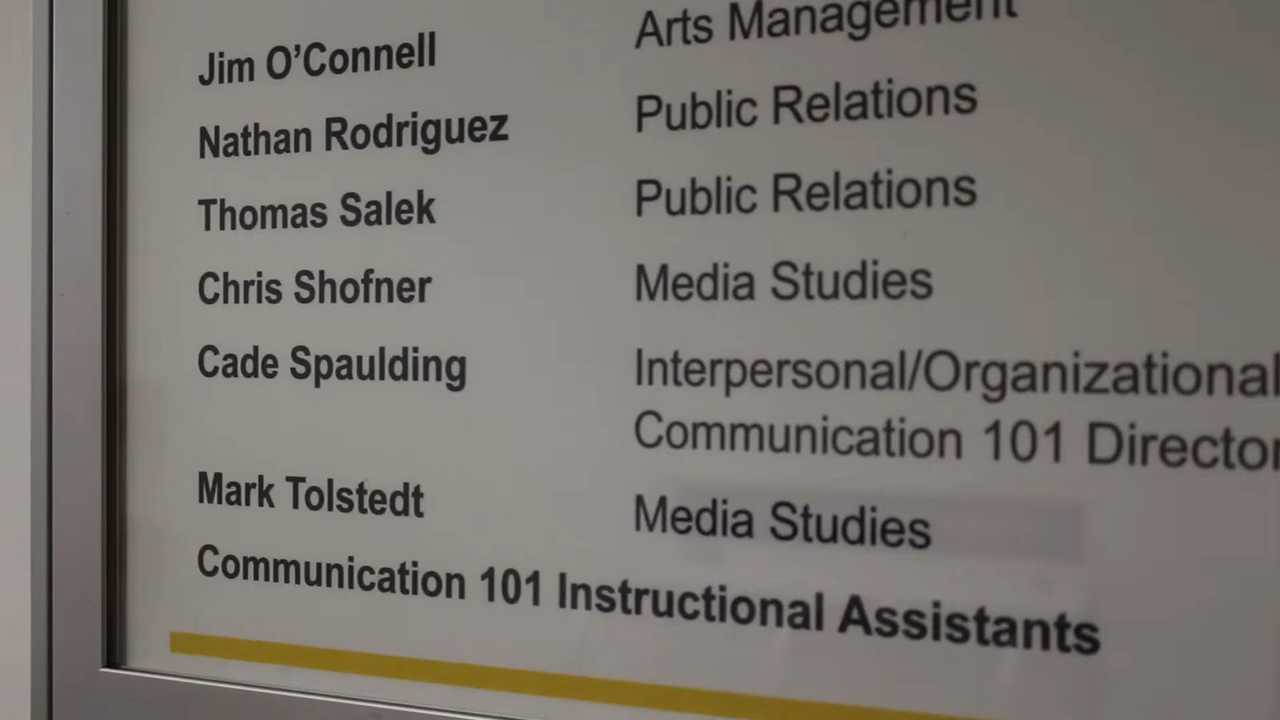 Jim O'Connell Arts Management
Nathan Rodriguez Public Relations
Thomas Salek Public Relations
Chris Shofner Media Studies
Cade Spaulding Interpersonal/Organizational
Communication 101 Director
Mark Tolstedt Media Studies
Communication 101 Instructional Assistants